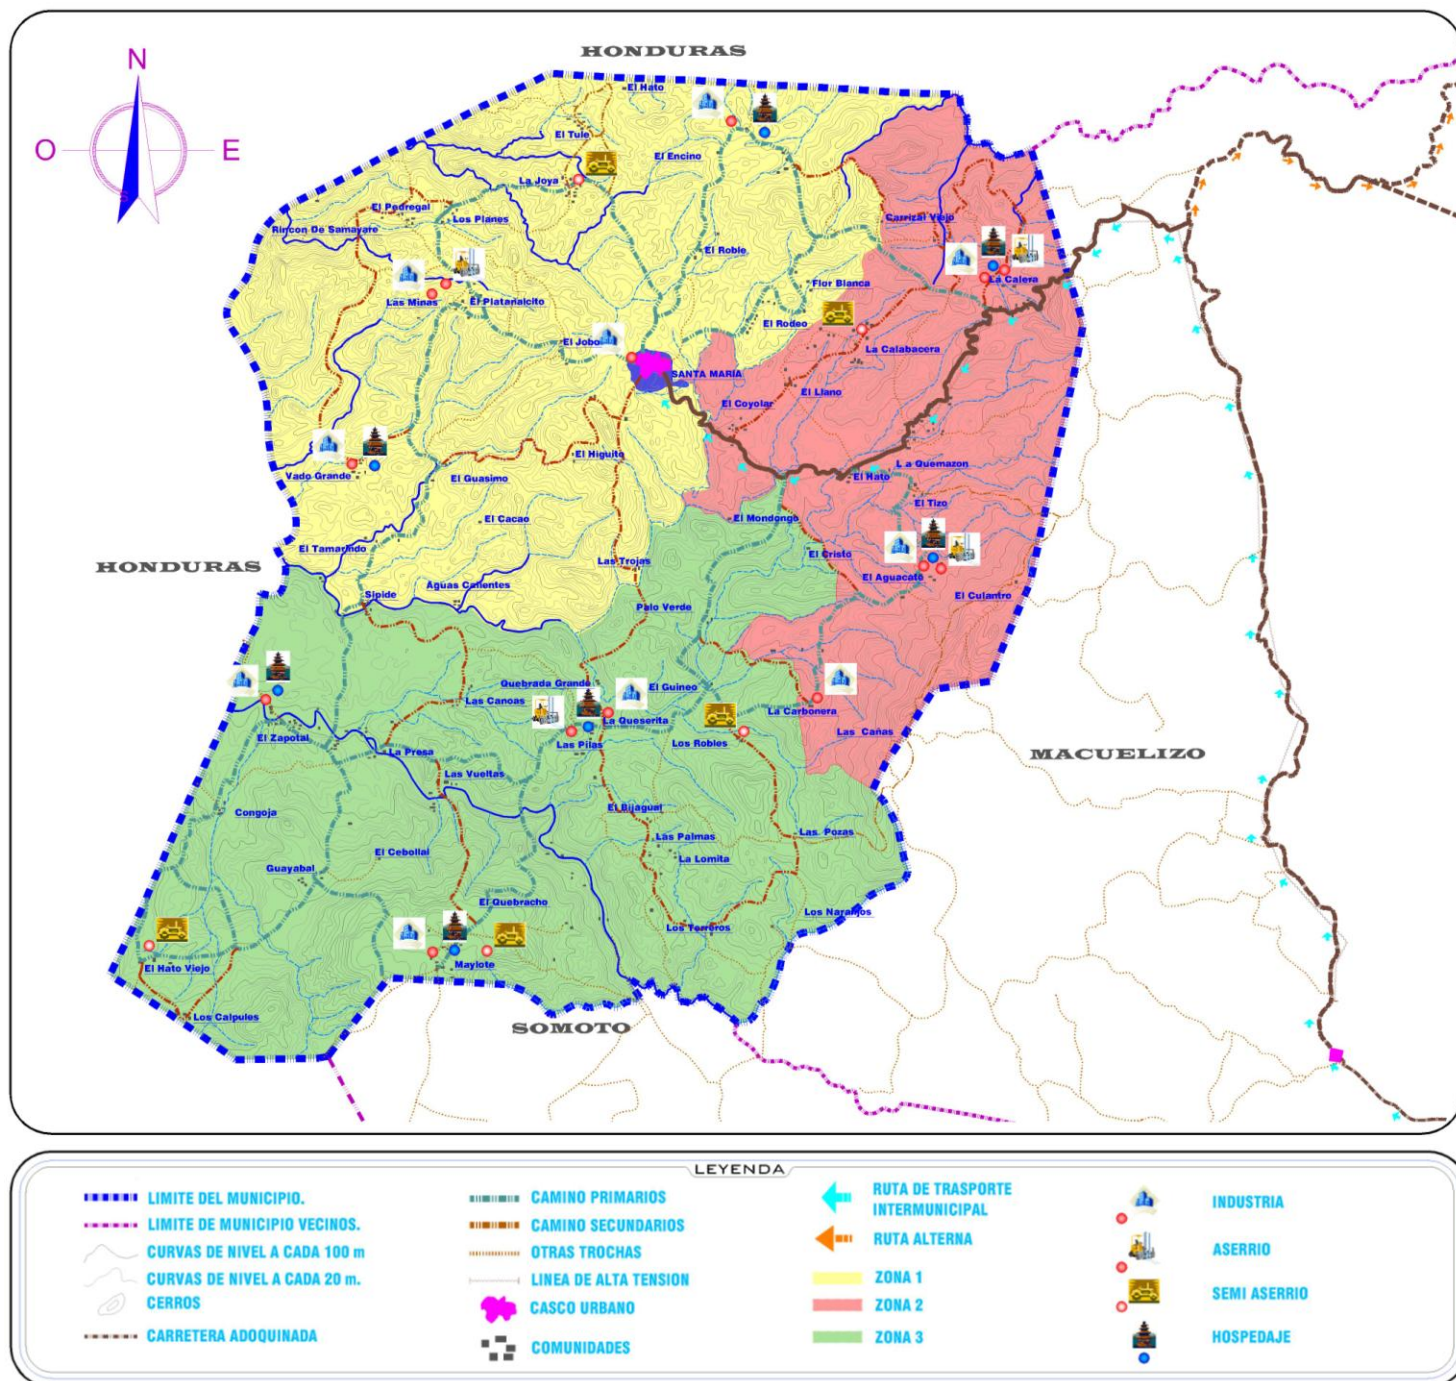 HONDURAS
N
O
E
S
El Hato
El Tule
El Encino
La Joya
El Pedregal
Los Planes
Rincon De Samayare
Carrizal Viejo
El Roble
La Calera
Flor Blanca
Las Minas
El Platanalcito
El Rodeo
El Jobo
La Calabacera
SANTA MARIA
El Llano
El Coyolar
El Higuito
Vado Grande
El Guasimo
L a Quemazon
El Hato
El Tizo
El Cacao
El Mondongo
El Tamarindo
El Cristo
Las Trojas
HONDURAS
El Aguacate
Aguas Calientes
Sipide
El Culantro
Palo Verde
Quebrada Grande
El Guineo
Las Canoas
La Carbonera
La Queserita
El Zapotal
Las Pilas
Los Robles
Las Cañas
La Presa
MACUELIZO
Las Vueltas
Congoja
El Bijagual
Las Palmas
Las Pozas
El Cebollal
La Lomita
Guayabal
El Quebracho
Los Naranjos
Los Terreros
El Hato Viejo
Maylote
Los Calpules
SOMOTO
LEYENDA
LIMITE DEL MUNICIPIO.
LIMITE DE MUNICIPIO VECINOS.
CURVAS DE NIVEL A CADA 100 m
CURVAS DE NIVEL A CADA 20 m.
CERROS
CARRETERA ADOQUINADA
CAMINO PRIMARIOS
CAMINO SECUNDARIOS
OTRAS TROCHAS
LINEA DE ALTA TENSION
CASCO URBANO
COMUNIDADES
RUTA DE TRASPORTE
INTERMUNICIPAL
RUTA ALTERNA
ZONA 1
ZONA 2
ZONA 3
INDUSTRIA
ASERRIO
SEMI ASERRIO
HOSPEDAJE